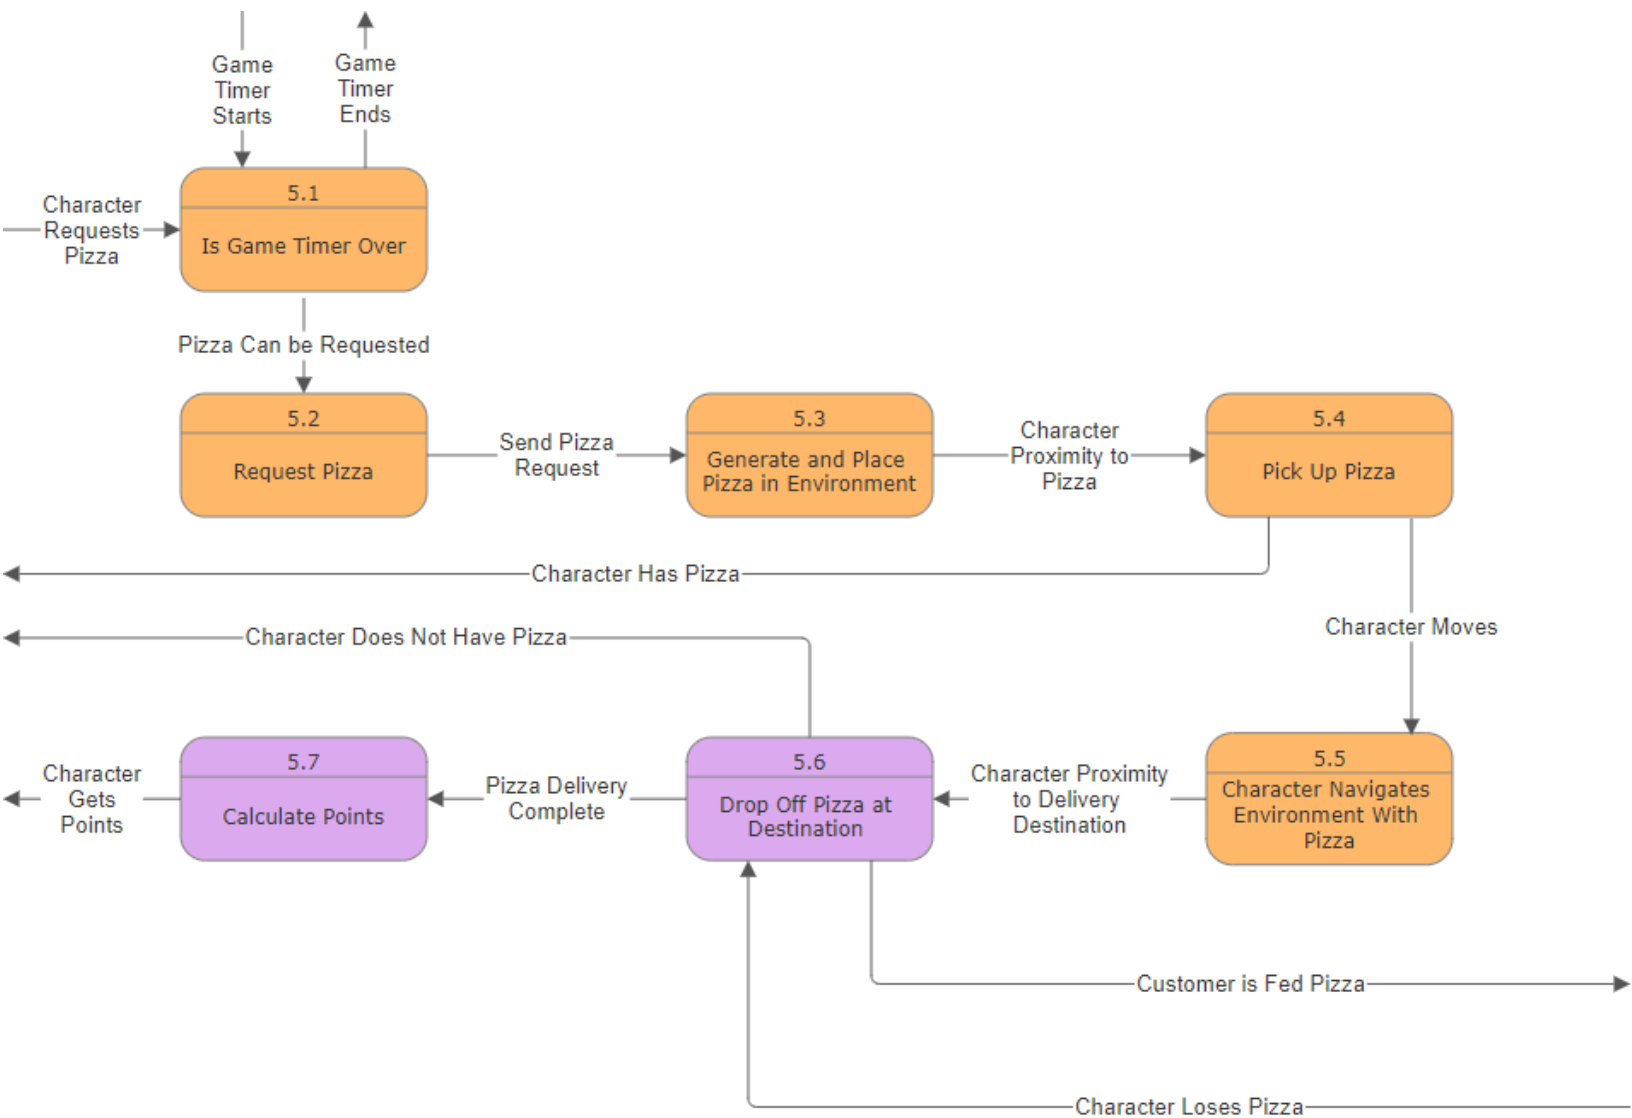 Game
Timer
Starts
Game
Timer
Ends
Character
Requests
Pizza
5.1
Is Game Timer Over
Pizza Can be Requested
5.2
Request Pizza
Send Pizza
Request
5.3
Generate and Place
Pizza in Environment
Character
Proximity to
Pizza
5.4
Pick Up Pizza
Character Has Pizza
Character Moves
Character Does Not Have Pizza
5.5
Character Navigates
Environment With
Pizza
Character Proximity
to Delivery
Destination
5.6
Drop Off Pizza at
Destination
Pizza Delivery
Complete
5.7
Calculate Points
Character
Gets
Points
Customer is Fed Pizza
Character Loses Pizza